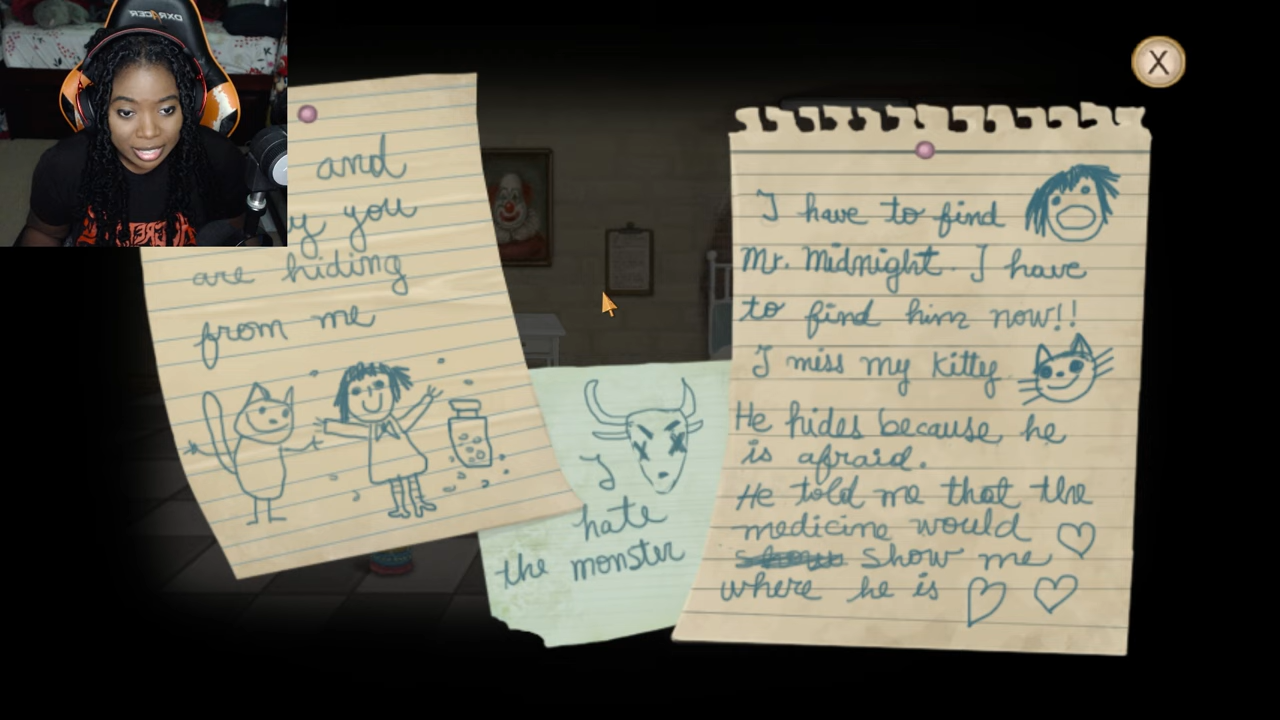 and
y you
are hiding
from me
I
hate
the monster
I have to find
Mr. Midnight. I have
to find him now!!
I miss my Kitty
He hides because he
is afraid.
He told me that the
medicine would
show me
where he is
X
DXRACER